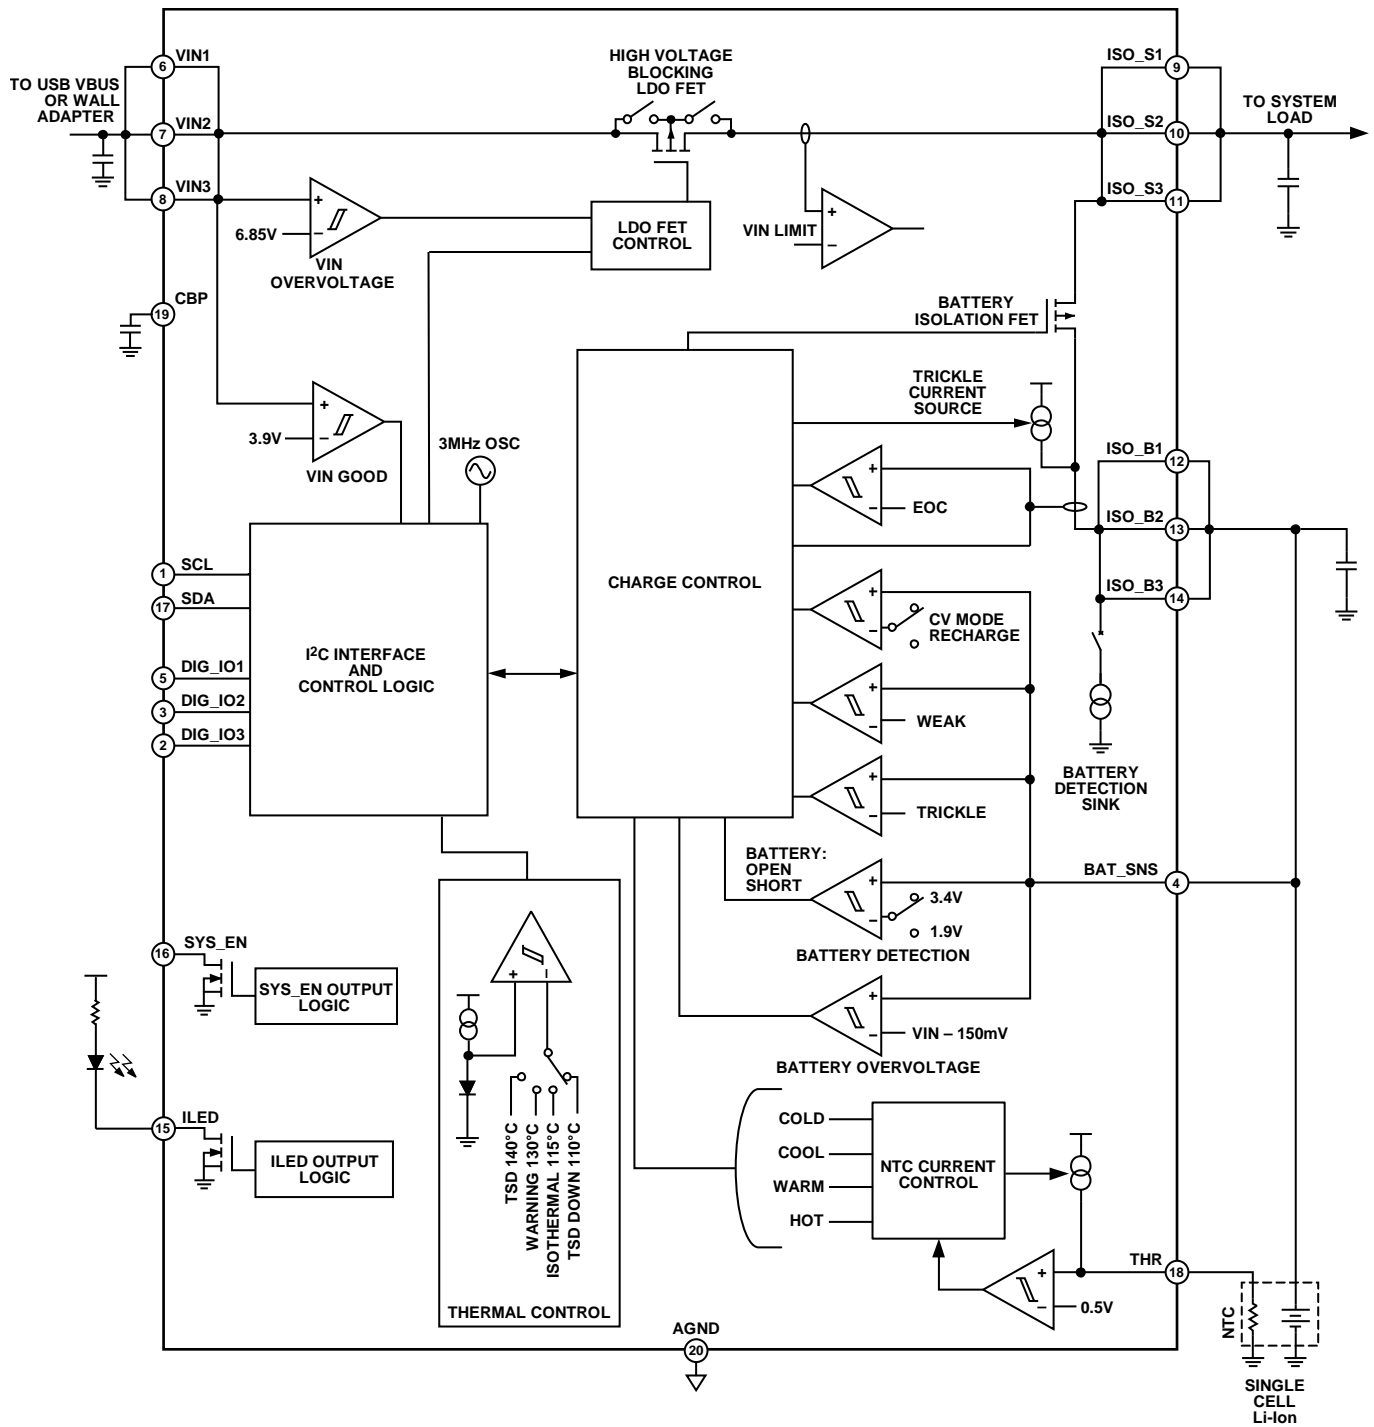 HIGH VOLTAGE
BLOCKING
LDO FET
TO USB VBUS
OR WALL
ADAPTER
6
VIN1
7
VIN2
8
VIN3
ISO_S1
9
ISO_S2
10
ISO_S3
11
TO SYSTEM
LOAD
+
6.85V
–
VIN
OVERVOLTAGE
LDO FET
CONTROL
VIN LIMIT
+
–
CBP
19
BATTERY
ISOLATION FET
+
3.9V
–
VIN GOOD
3MHz OSC
TRICKLE
CURRENT
SOURCE
+
–
EOC
ISO_B1
12
ISO_B2
13
ISO_B3
14
1
SCL
17
SDA
5
DIG_IO1
3
DIG_IO2
2
DIG_IO3
I2C INTERFACE
AND
CONTROL LOGIC
CHARGE CONTROL
+
–
CV MODE
RECHARGE
+
–
WEAK
+
–
TRICKLE
BATTERY
DETECTION
SINK
BATTERY:
OPEN
SHORT
+
–
3.4V
1.9V
BATTERY DETECTION
BAT_SNS
4
+
–
VIN – 150mV
BATTERY OVERVOLTAGE
16
SYS_EN
SYS_EN OUTPUT
LOGIC
15
ILED
ILED OUTPUT
LOGIC
+
–
TSD 140°C
WARNING 130°C
ISOTHERMAL 115°C
TSD DOWN 110°C
THERMAL CONTROL
COLD
COOL
WARM
HOT
NTC CURRENT
CONTROL
+
–
0.5V
THR
18
NTC
SINGLE
CELL
Li-Ion
AGND
20